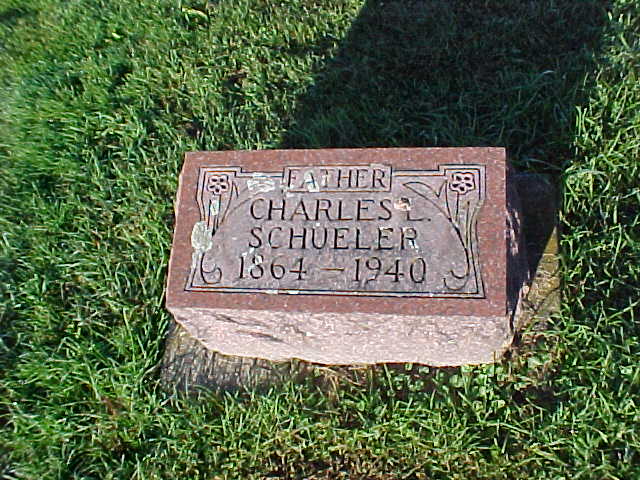 FATHER
CHARLES L.
SCHUELER
1864 – 1940